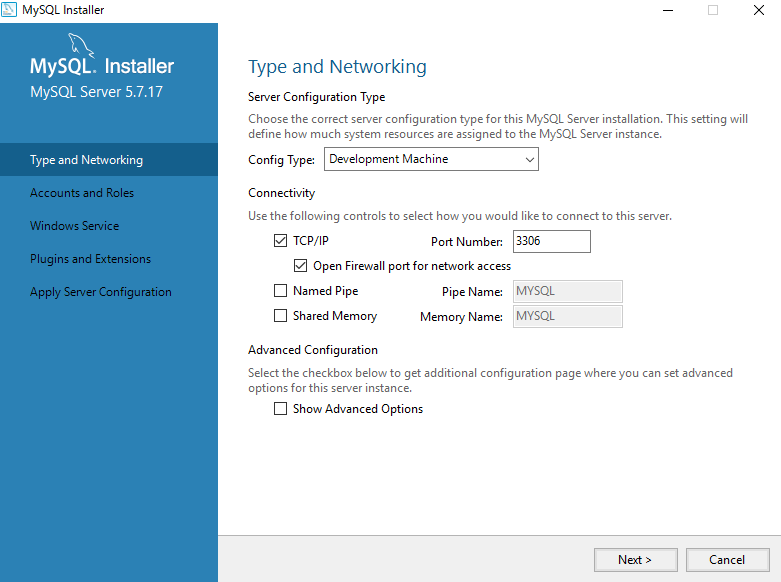 MySQL Installer
MySQL. Installer
MySQL Server 5.7.17
Type and Networking
Accounts and Roles
Windows Service
Plugins and Extensions
Apply Server Configuration
Type and Networking
Server Configuration Type
Choose the correct server configuration type for this MySQL Server installation. This setting will
define how much system resources are assigned to the MySQL Server instance.
Config Type: Development Machine
Connectivity
Use the following controls to select how you would like to connect to this server.
TCP/IP Port Number: 3306
Open Firewall port for network access
Named Pipe Pipe Name: MYSQL
Shared Memory Memory Name: MYSQL
Advanced Configuration
Select the checkbox below to get additional configuration page where you can set advanced
options for this server instance.
Show Advanced Options
Next > Cancel